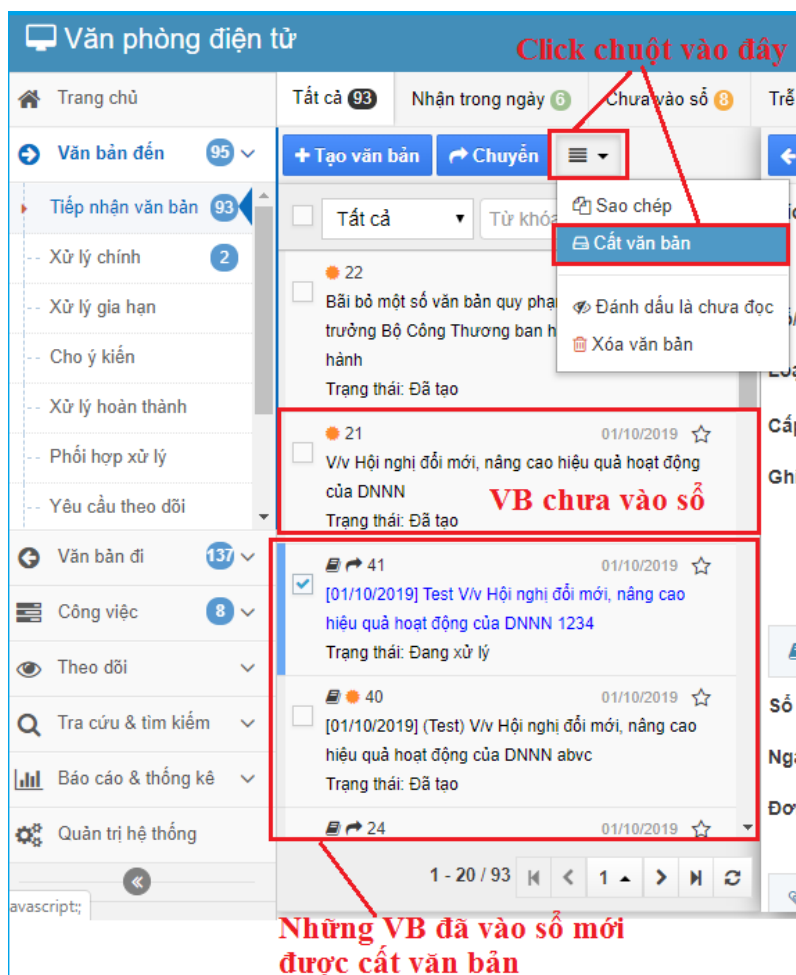 Văn phòng điện tử
Click chuột vào đây
Trang chủ
Văn bản đến 95
Tiếp nhận văn bản 93
Xử lý chính 2
Xử lý gia hạn
Cho ý kiến
Xử lý hoàn thành
Phối hợp xử lý
Yêu cầu theo dõi
Văn bản đi 137
Công việc 8
Theo dõi
Tra cứu & tìm kiếm
Báo cáo & thống kê
Quản trị hệ thống
avascript:;
Tất cả 93 Nhận trong ngày 6 Chưa vào sổ 8 Trễ
+ Tạo văn bản Chuyển
Tất cả Từ khóa
Sao chép
Cất văn bản
Đánh dấu là chưa đọc
Xóa văn bản
22
Bãi bỏ một số văn bản quy phạ
trưởng Bộ Công Thương ban h
hành
Trạng thái: Đã tạo
21 01/10/2019
V/v Hội nghị đổi mới, nâng cao hiệu quả hoạt động
của DNNN
Trạng thái: Đã tạo
VB chưa vào sổ
41 01/10/2019
[01/10/2019] Test V/v Hội nghị đổi mới, nâng cao
hiệu quả hoạt động của DNNN 1234
Trạng thái: Đang xử lý
40 01/10/2019
[01/10/2019] (Test) V/v Hội nghị đổi mới, nâng cao
hiệu quả hoạt động của DNNN abvc
Trạng thái: Đã tạo
24 01/10/2019
1 - 20 / 93 1
Cấp
Ghi
Số
Ngà
Đơ
Những VB đã vào sổ mới
được cất văn bản